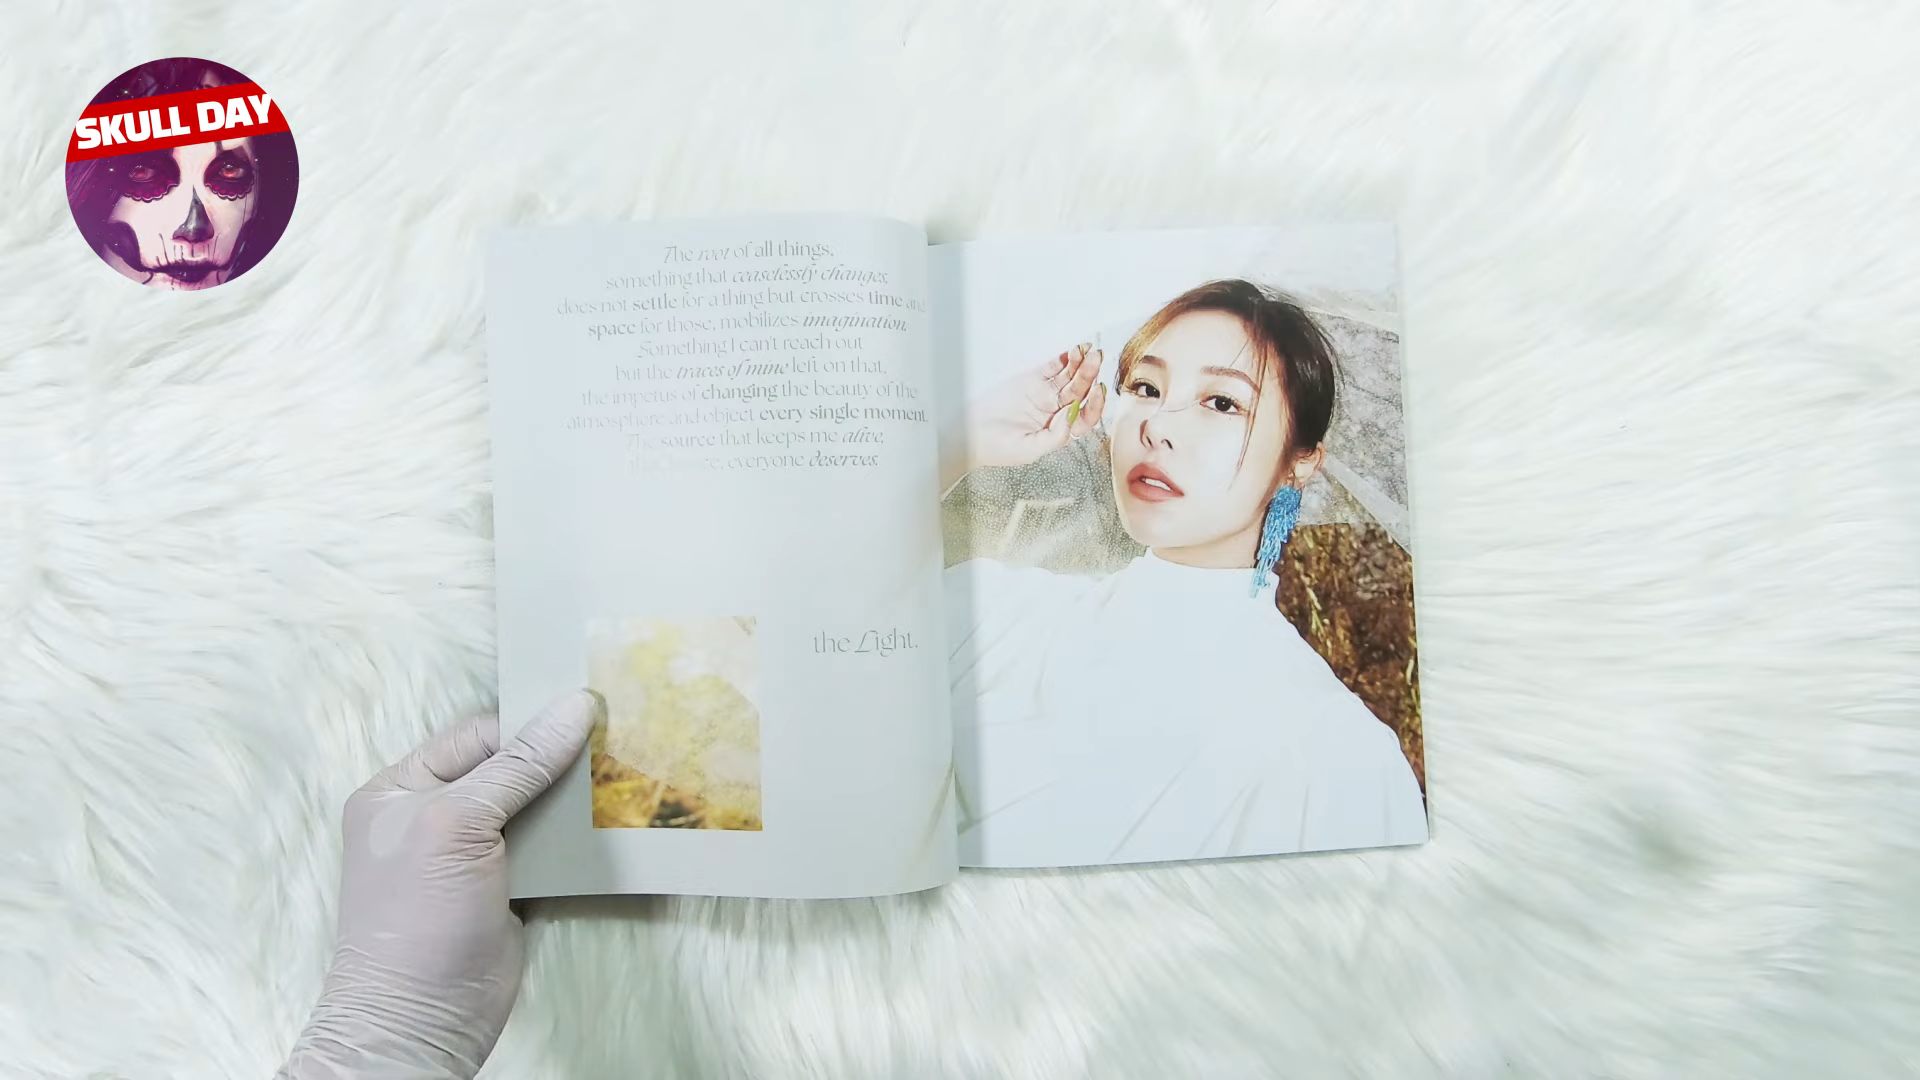 SKULL DAY
The root of all things,
something that ceaselessly changes,
does not settle for a thing but crosses time and
space for those, mobilizes imagination.
Something I can't reach out
but the traces of mine left on that,
the impetus of changing the beauty of the
atmosphere and object every single moment.
The source that keeps me alive,
everyone deserves.
the Light.